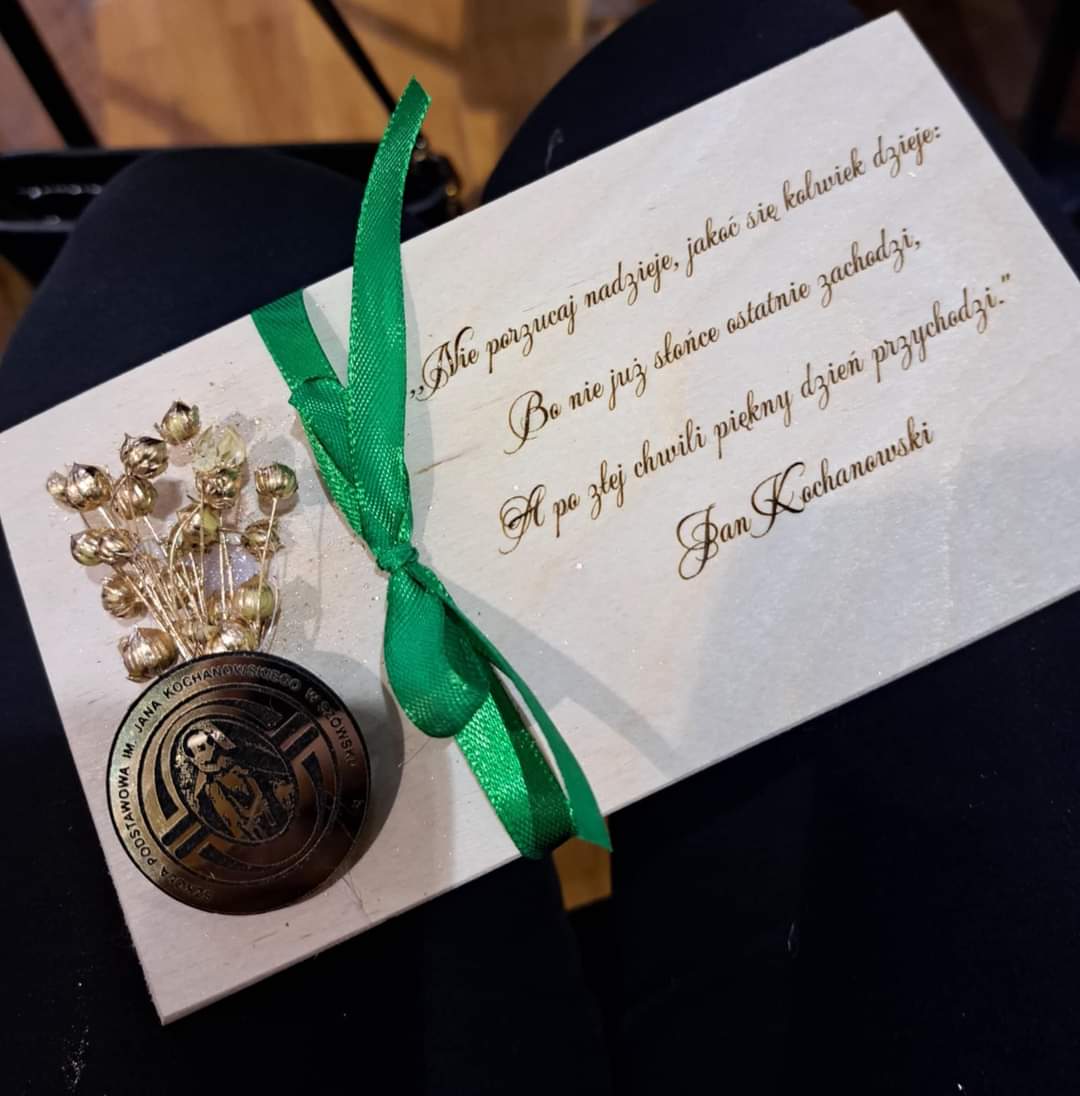 „Nie porzucaj nadzieje, jakoć się kolwiek dzieje:
Bo nie już słońce ostatnie zachodzi,
A po złej chwili piękny dzień przychodzi."
Jan Kochanowski
SZKOŁA PODSTAWOWA IM. JANA KOCHANOWSKIEGO W